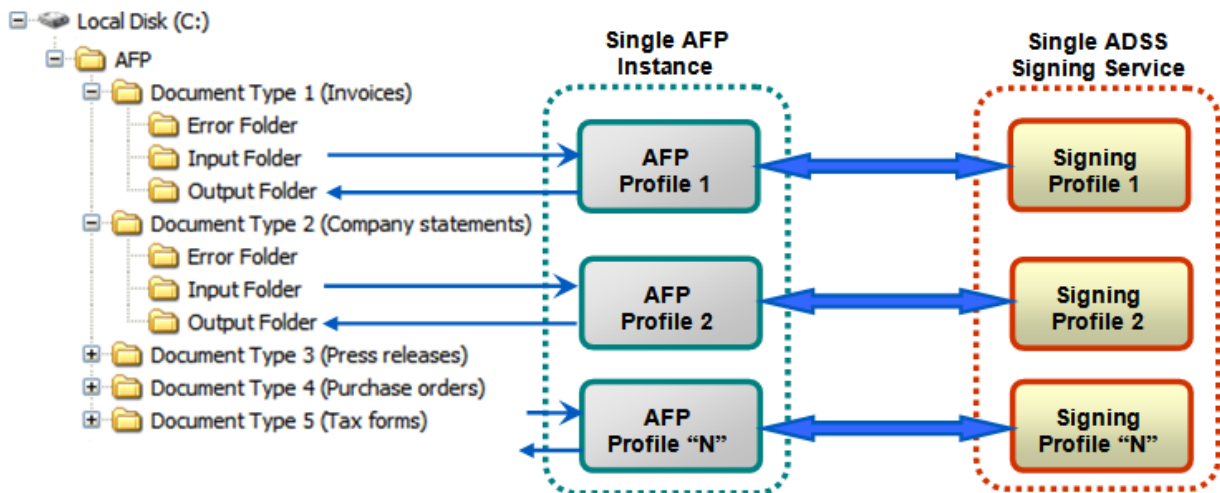 Local Disk (C:)
AFP
Document Type 1 (Invoices)
Error Folder
Input Folder
Output Folder
Document Type 2 (Company statements)
Error Folder
Input Folder
Output Folder
Document Type 3 (Press releases)
Document Type 4 (Purchase orders)
Document Type 5 (Tax forms)
Single AFP
Instance
AFP
Profile 1
AFP
Profile 2
AFP
Profile “N”
Single ADSS
Signing Service
Signing
Profile 1
Signing
Profile 2
Signing
Profile “N”